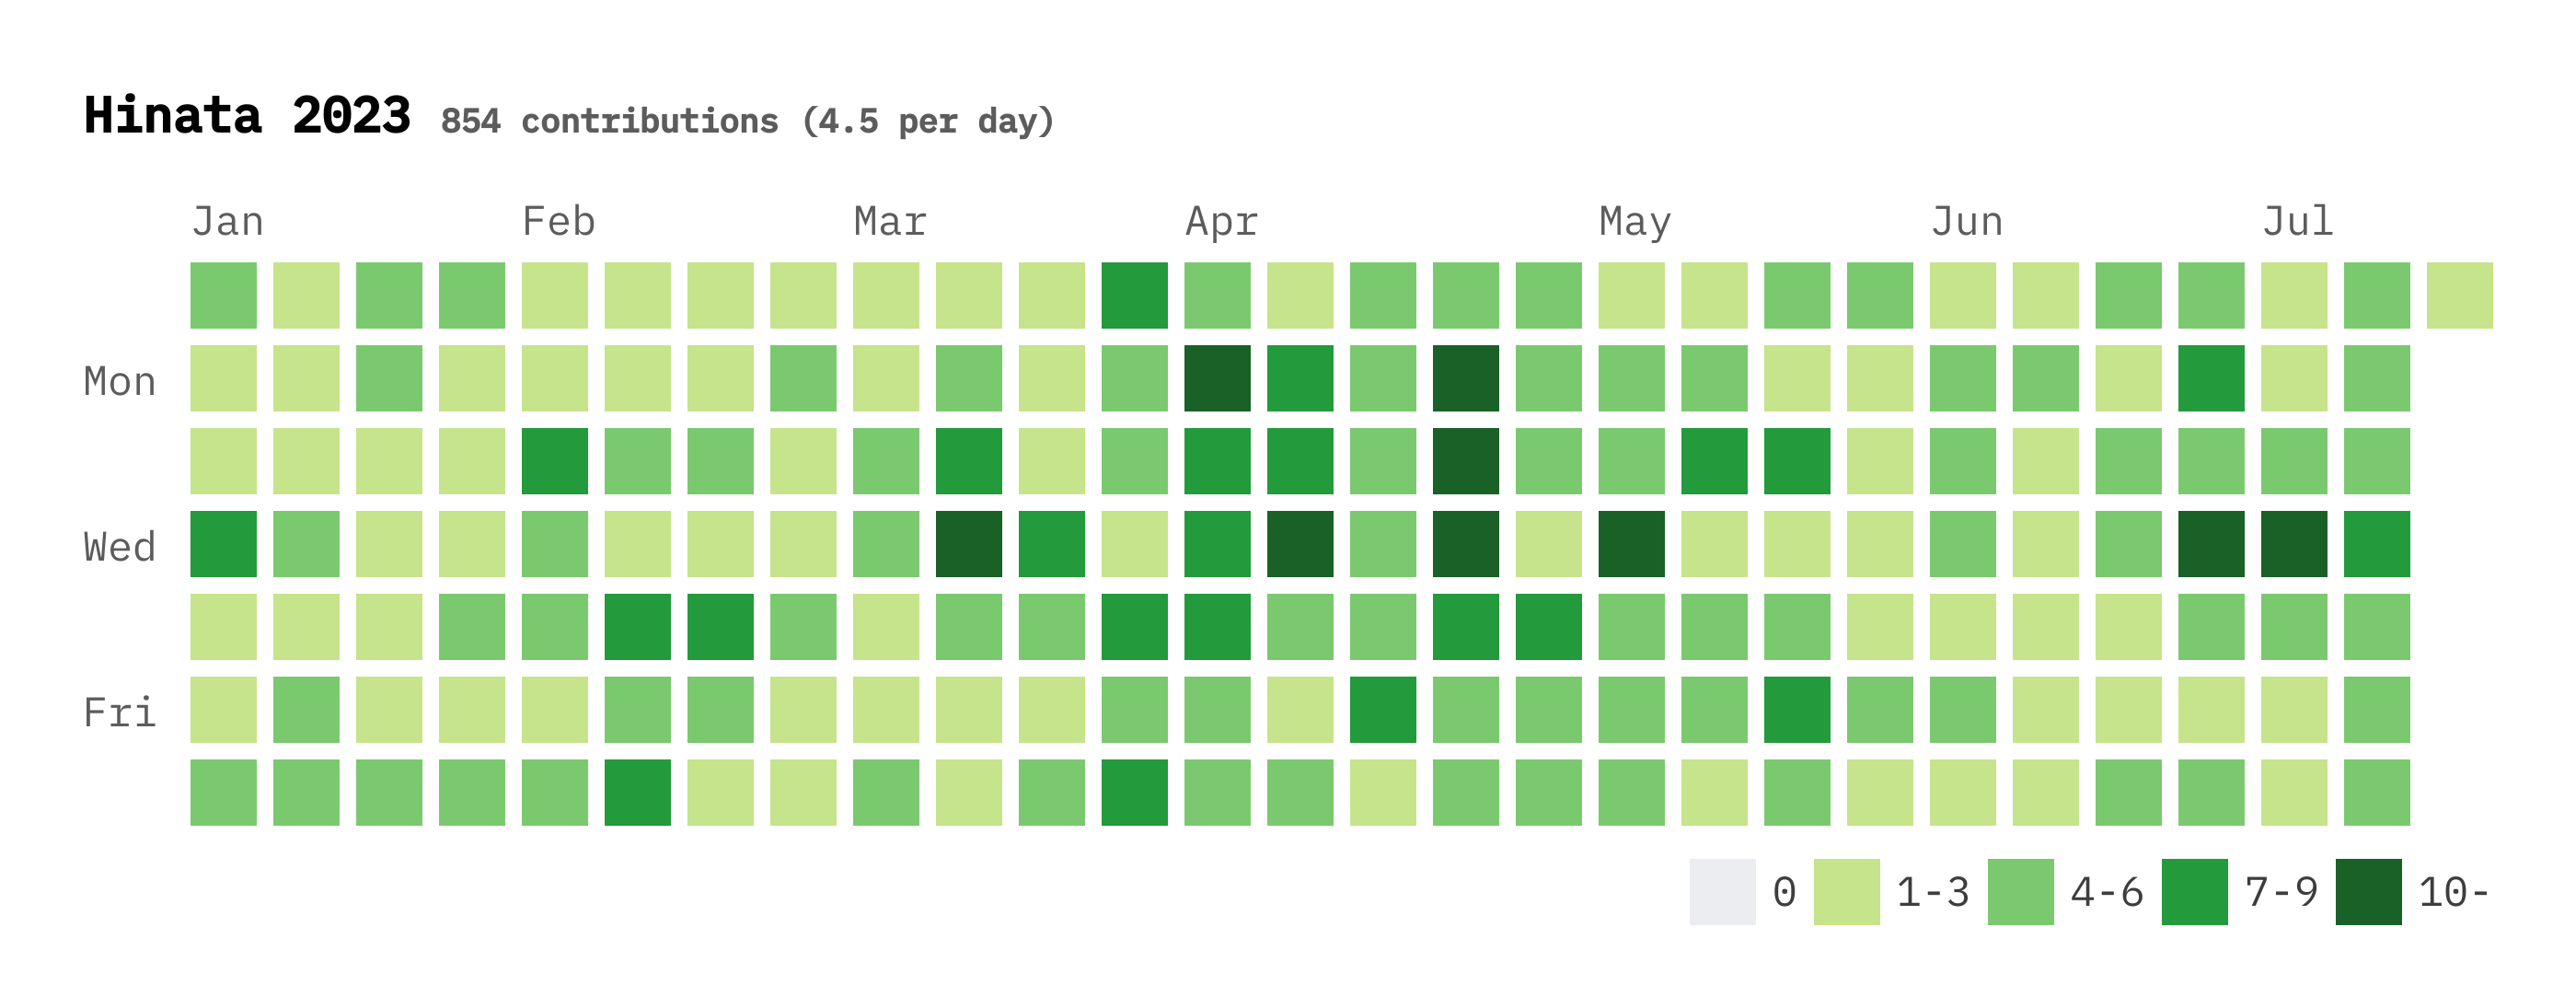 Hinata 2023 854 contributions (4.5 per day)
Jan Feb Mar Apr May Jun Jul
Mon
Wed
Fri
0 1-3 4-6 7-9 10-